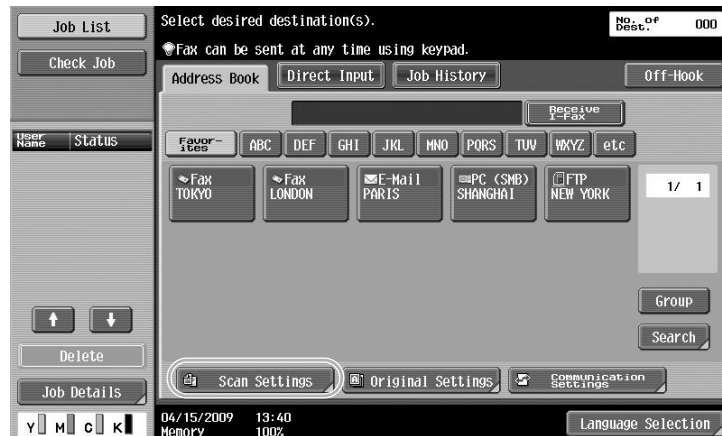 Job List
Check Job
User Name Status
Delete
Job Details
Y M C K
Select desired destination(s).
No. of Dest. 000
Fax can be sent at any time using keypad.
Address Book Direct Input Job History Off-Hook
Receive I-Fax
Favor-ites ABC DEF GHI JKL MNO PQRS TUV WXYZ etc
Fax TOKYO
Fax LONDON
E-Mail PARIS
PC (SMB) SHANGHAI
FTP NEW YORK
1/ 1
Group
Search
Scan Settings Original Settings Communication Settings
04/15/2009 13:40
Memory 100%
Language Selection